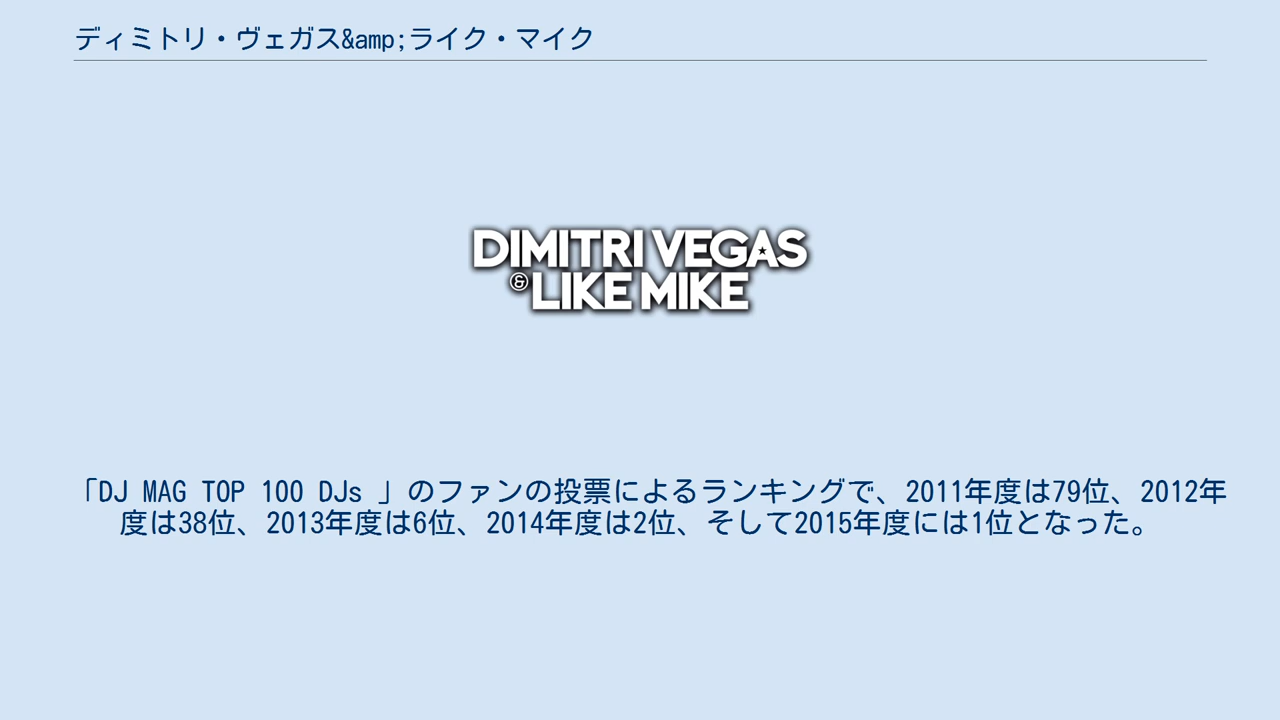 ディミトリ・ヴェガス&amp;ライク・マイク
DIMITRI VEGAS
& LIKE MIKE
「DJ MAG TOP 100 DJs 」のファンの投票によるランキングで、2011年度は79位、2012年
度は38位、2013年度は6位、2014年度は2位、そして2015年度には1位となった。